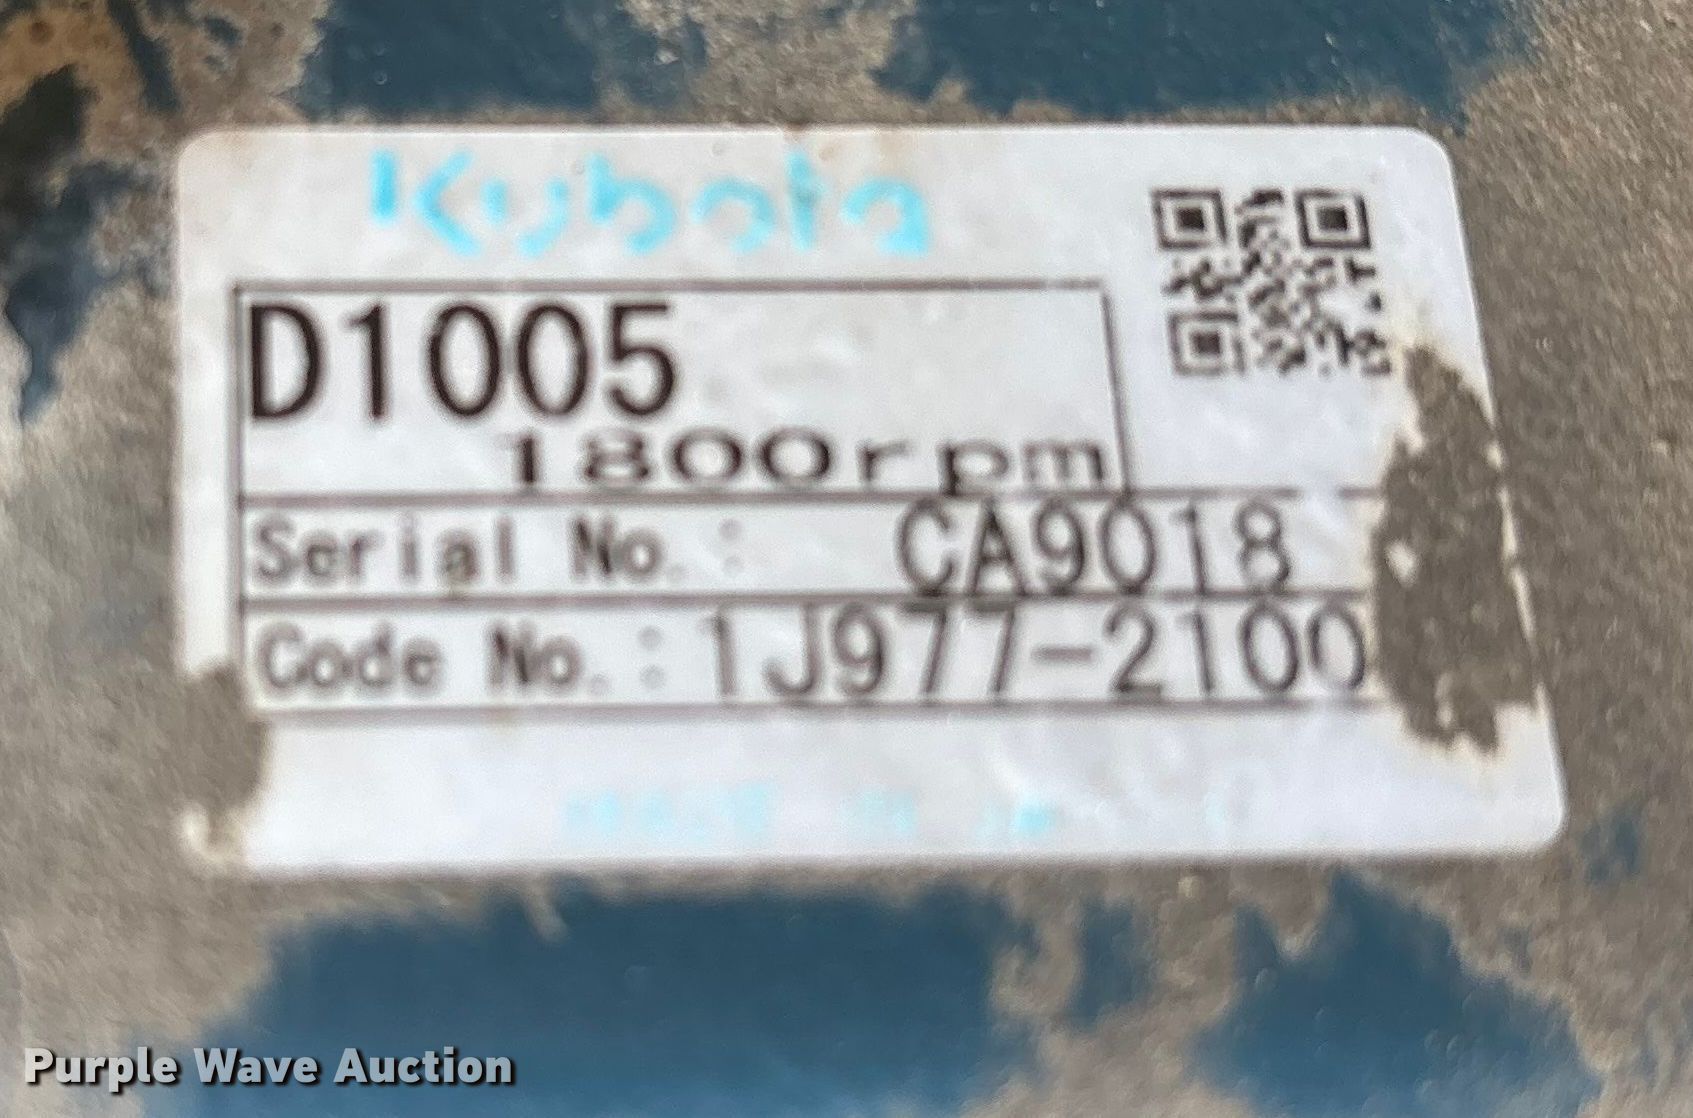 Kubota
D1005
1800rpm
Serial No.: CA9018
Code No.:1J977-2100
Purple Wave Auction